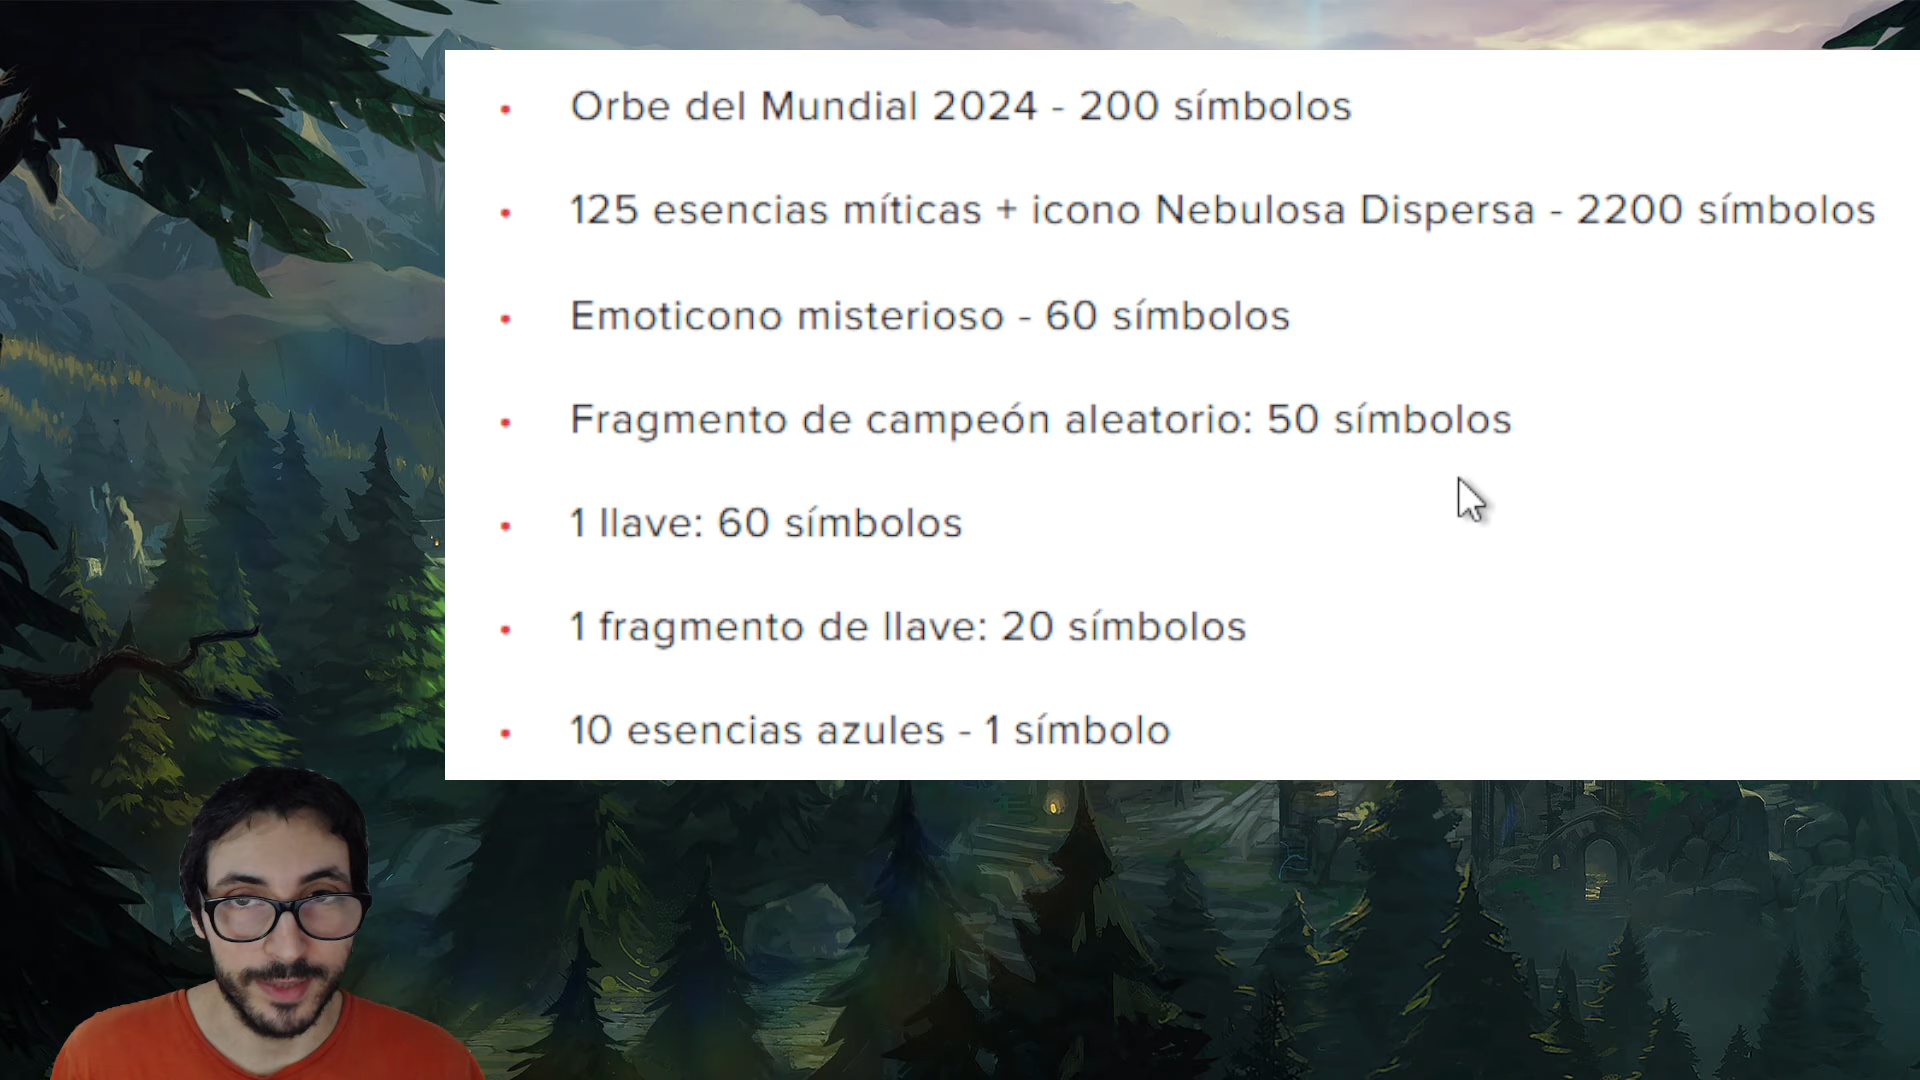 Orbe del Mundial 2024 - 200 símbolos
125 esencias míticas + icono Nebulosa Dispersa - 2200 símbolos
Emoticono misterioso - 60 símbolos
Fragmento de campeón aleatorio: 50 símbolos
1 llave: 60 símbolos
1 fragmento de llave: 20 símbolos
10 esencias azules - 1 símbolo